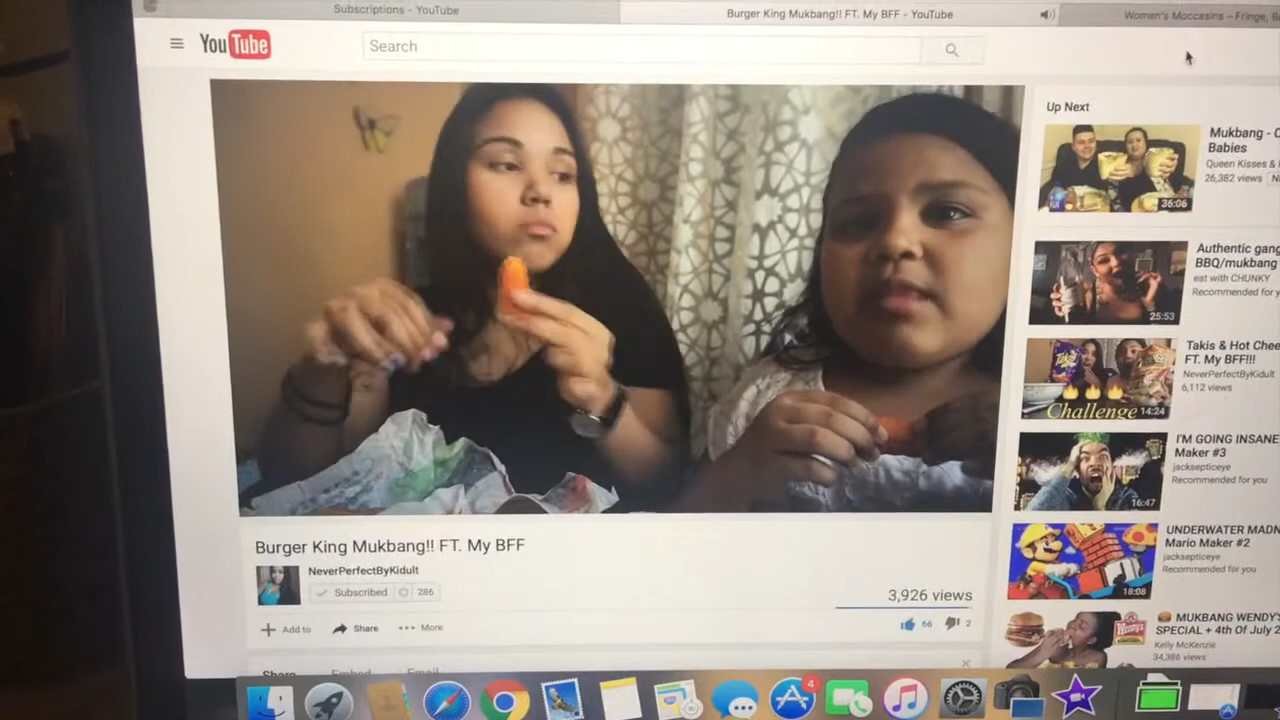 Subscriptions - YouTube
Burger King Mukbang!! FT. My BFF - YouTube
Women's Moccasins – Fringe,
YouTube
Search
Up Next
Mukbang -
Babies
Queen Kisses &
26,382 views
36:06
Authentic
BBQ/mukbang
eat with CHUNKY
Recommended for
25:53
Takis & Hot
FT. My BFF!!!
NeverPerfectByKidult
6,112 views
Challenge 14:24
I'M GOING INSANE
Maker #3
jacksepticeye
Recommended for you
16:47
UNDERWATER
Mario Maker #2
jacksepticeye
Recommended for you
18:08
MUKBANG WENDY'S
SPECIAL + 4th Of July
Kelly McKenzie
34,386 views
Burger King Mukbang!! FT. My BFF
NeverPerfectByKidult
Subscribed 286
3,926 views
Add to Share More
66 2
Share Embed Email
4